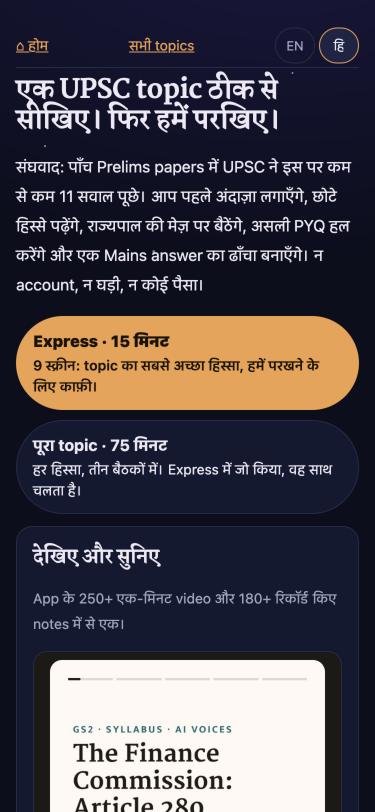 ⌂ होम
सभी topics
EN
हि
एक UPSC topic ठीक से
सीखिए। फिर हमें परखिए।
संघवाद: पाँच Prelims papers में UPSC ने इस पर कम
से कम 11 सवाल पूछे। आप पहले अंदाज़ा लगाएँगे, छोटे
हिस्से पढ़ेंगे, राज्यपाल की मेज़ पर बैठेंगे, असली PYQ हल
करेंगे और एक Mains answer का ढाँचा बनाएँगे। न
account, न घड़ी, न कोई पैसा।
Express · 15 मिनट
9 स्क्रीन: topic का सबसे अच्छा हिस्सा, हमें परखने के
लिए काफ़ी।
पूरा topic · 75 मिनट
हर हिस्सा, तीन बैठकों में। Express में जो किया, वह साथ
चलता है।
देखिए और सुनिए
App के 250+ एक-मिनट video और 180+ रिकॉर्ड किए
notes में से एक।
GS2 · SYLLABUS · AI VOICES
The Finance
Commission:
Article 280